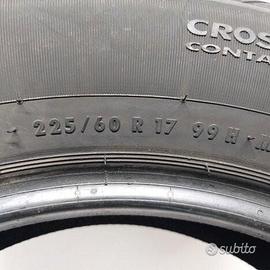 CROS
CONTA
225/60 R 17 99 H
subito